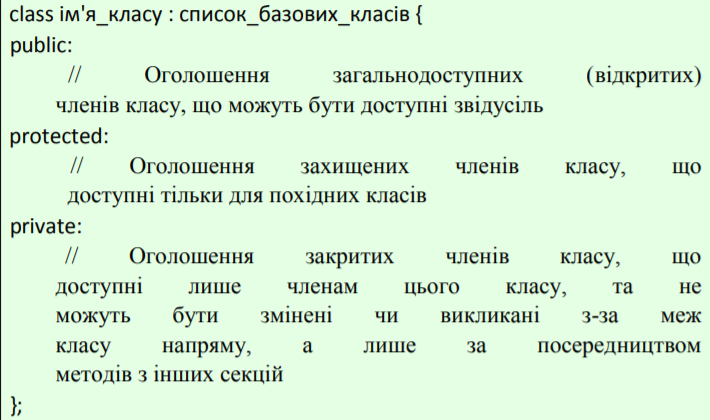 class ім'я_класу : список_базових_класів {
public:
// Оголошення загальнодоступних (відкритих)
членів класу, що можуть бути доступні звідусіль
protected:
// Оголошення захищених членів класу, що
доступні тільки для похідних класів
private:
// Оголошення закритих членів класу, що
доступні лише членам цього класу, та не
можуть бути змінені чи викликані з-за меж
класу напряму, а лише за посередництвом
методів з інших секцій
};